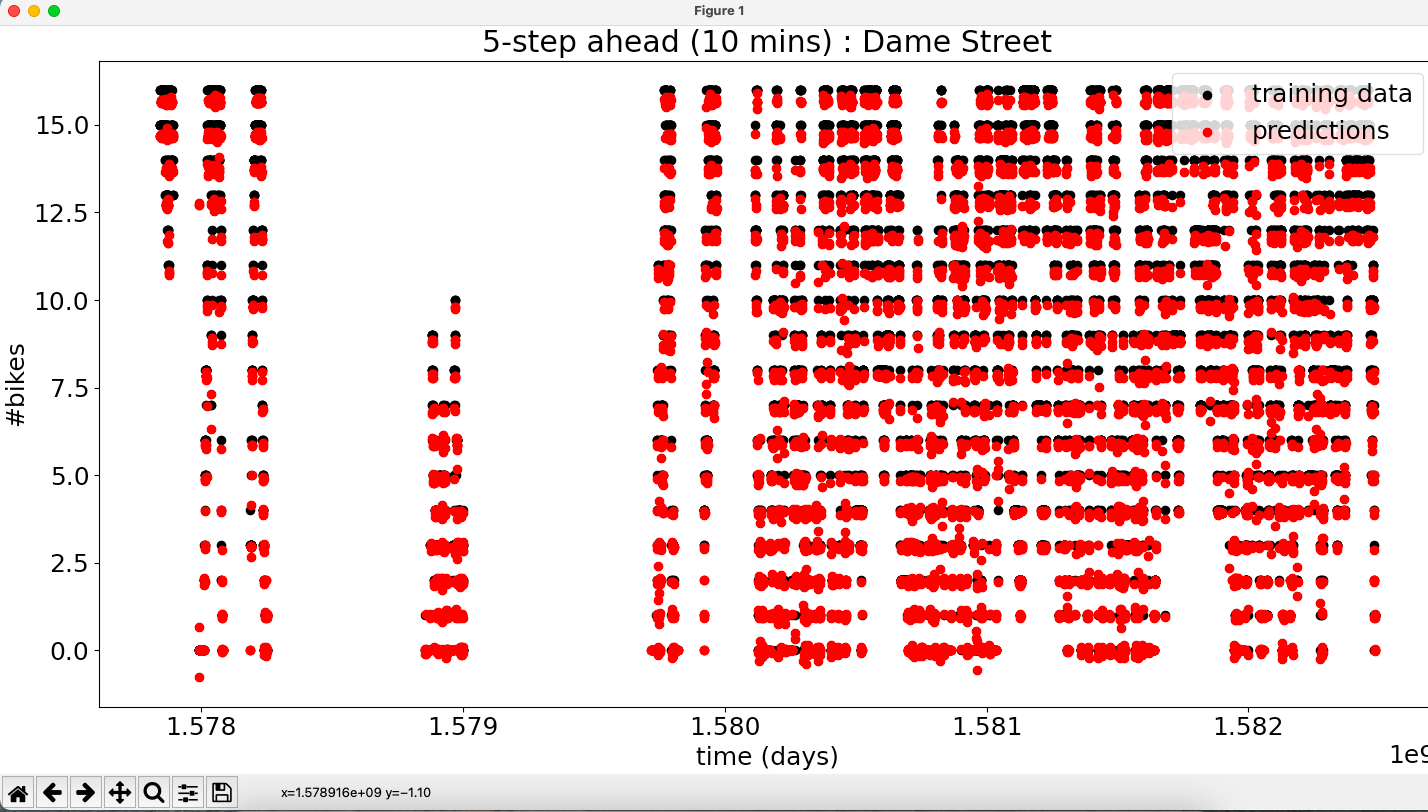 Figure 1
5-step ahead (10 mins) : Dame Street
training data
predictions
15.0
12.5
10.0
7.5
5.0
2.5
0.0
#bikes
1.578 1.579 1.580 1.581 1.582
1e9
time (days)
x=1.578916e+09 y=−1.10